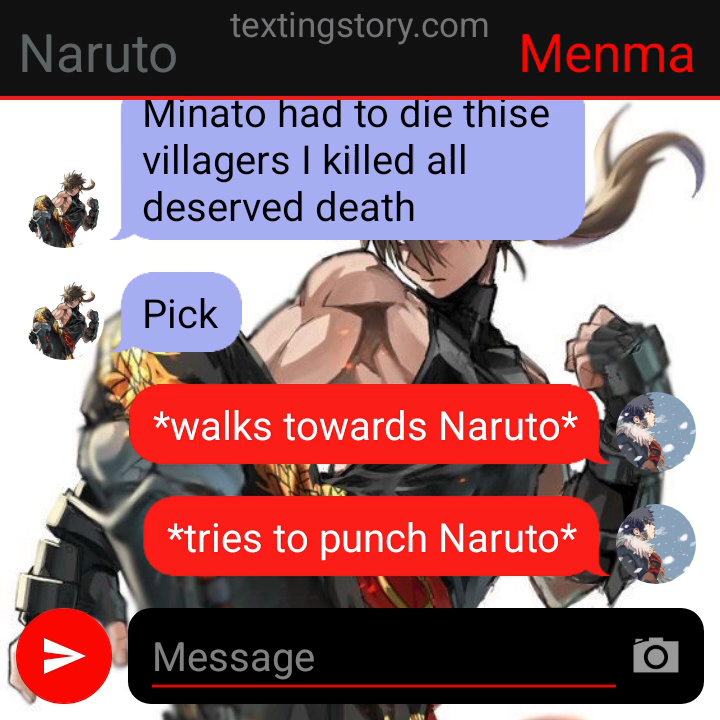 textingstory.com
Naruto
Menma
Minato had to die thise
villagers I killed all
deserved death
Pick
*walks towards Naruto*
*tries to punch Naruto*
Message